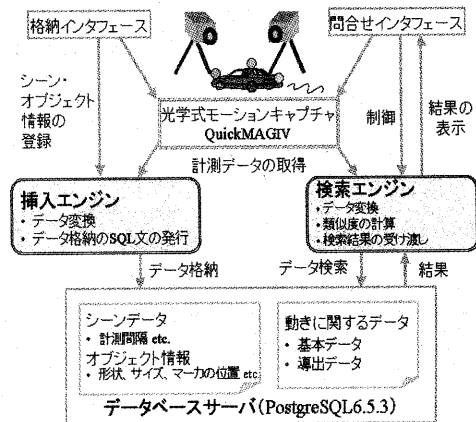 格納インタフェース
問合せインタフェース
シーン・
オブジェクト
情報の
登録
光学式モーションキャプチャ
QuickMAGIV
制御
結果の
表示
計測データの取得
挿入エンジン
・データ変換
・データ格納のSQL文の発行
検索エンジン
・データ変換
・類似度の計算
・検索結果の受け渡し
データ格納
データ検索
結果
シーンデータ
・計測間隔 etc.
オブジェクト情報
・形状、サイズ、マーカの位置 etc
動きに関するデータ
・基本データ
・導出データ
データベースサーバ(PostgreSQL6.5.3)